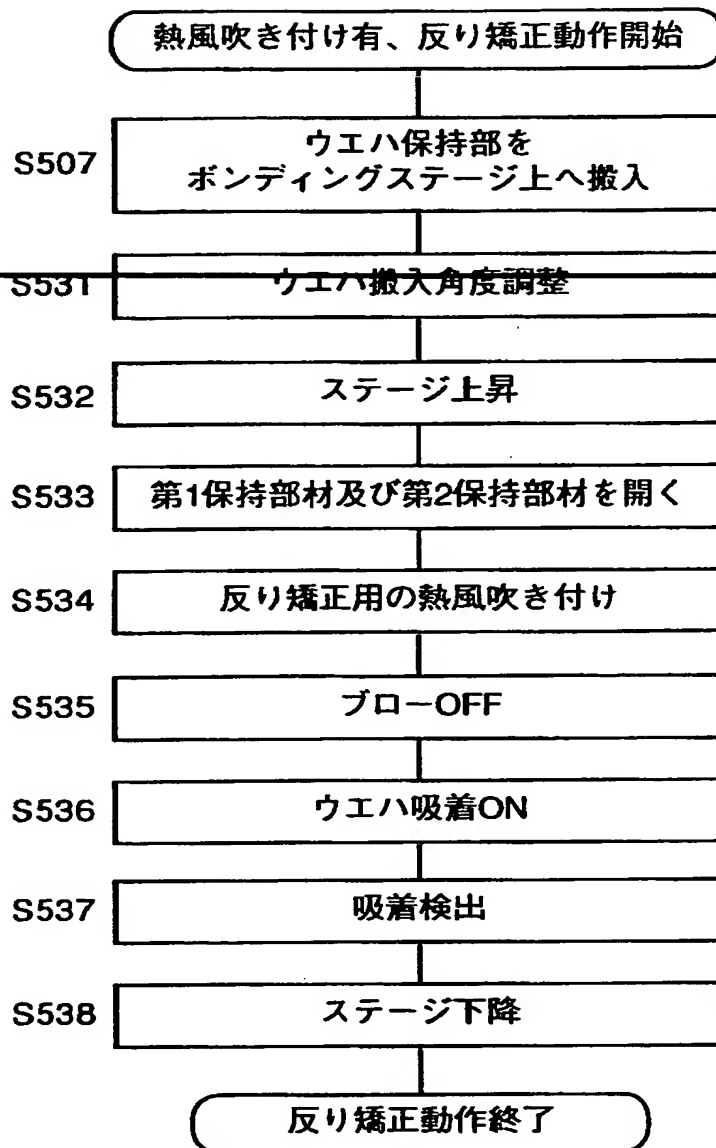 熱風吹き付け有、反り矯正動作開始
S507
ウエハ保持部を
ボンディングステージ上へ搬入
S531
ウエハ搬入角度調整
S532
ステージ上昇
S533
第1保持部材及び第2保持部材を開く
S534
反り矯正用の熱風吹き付け
S535
ブローOFF
S536
ウエハ吸着ON
S537
吸着検出
S538
ステージ下降
反り矯正動作終了